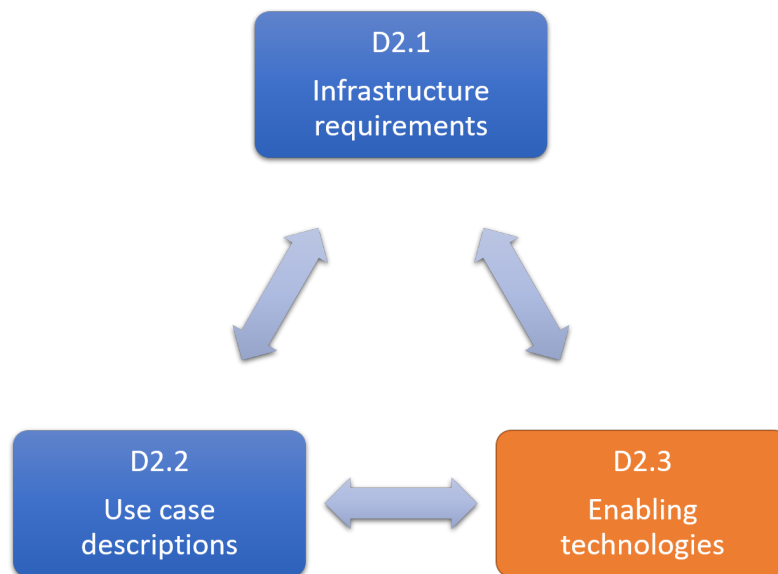 D2.1
Infrastructure
requirements
D2.2
Use case
descriptions
D2.3
Enabling
technologies